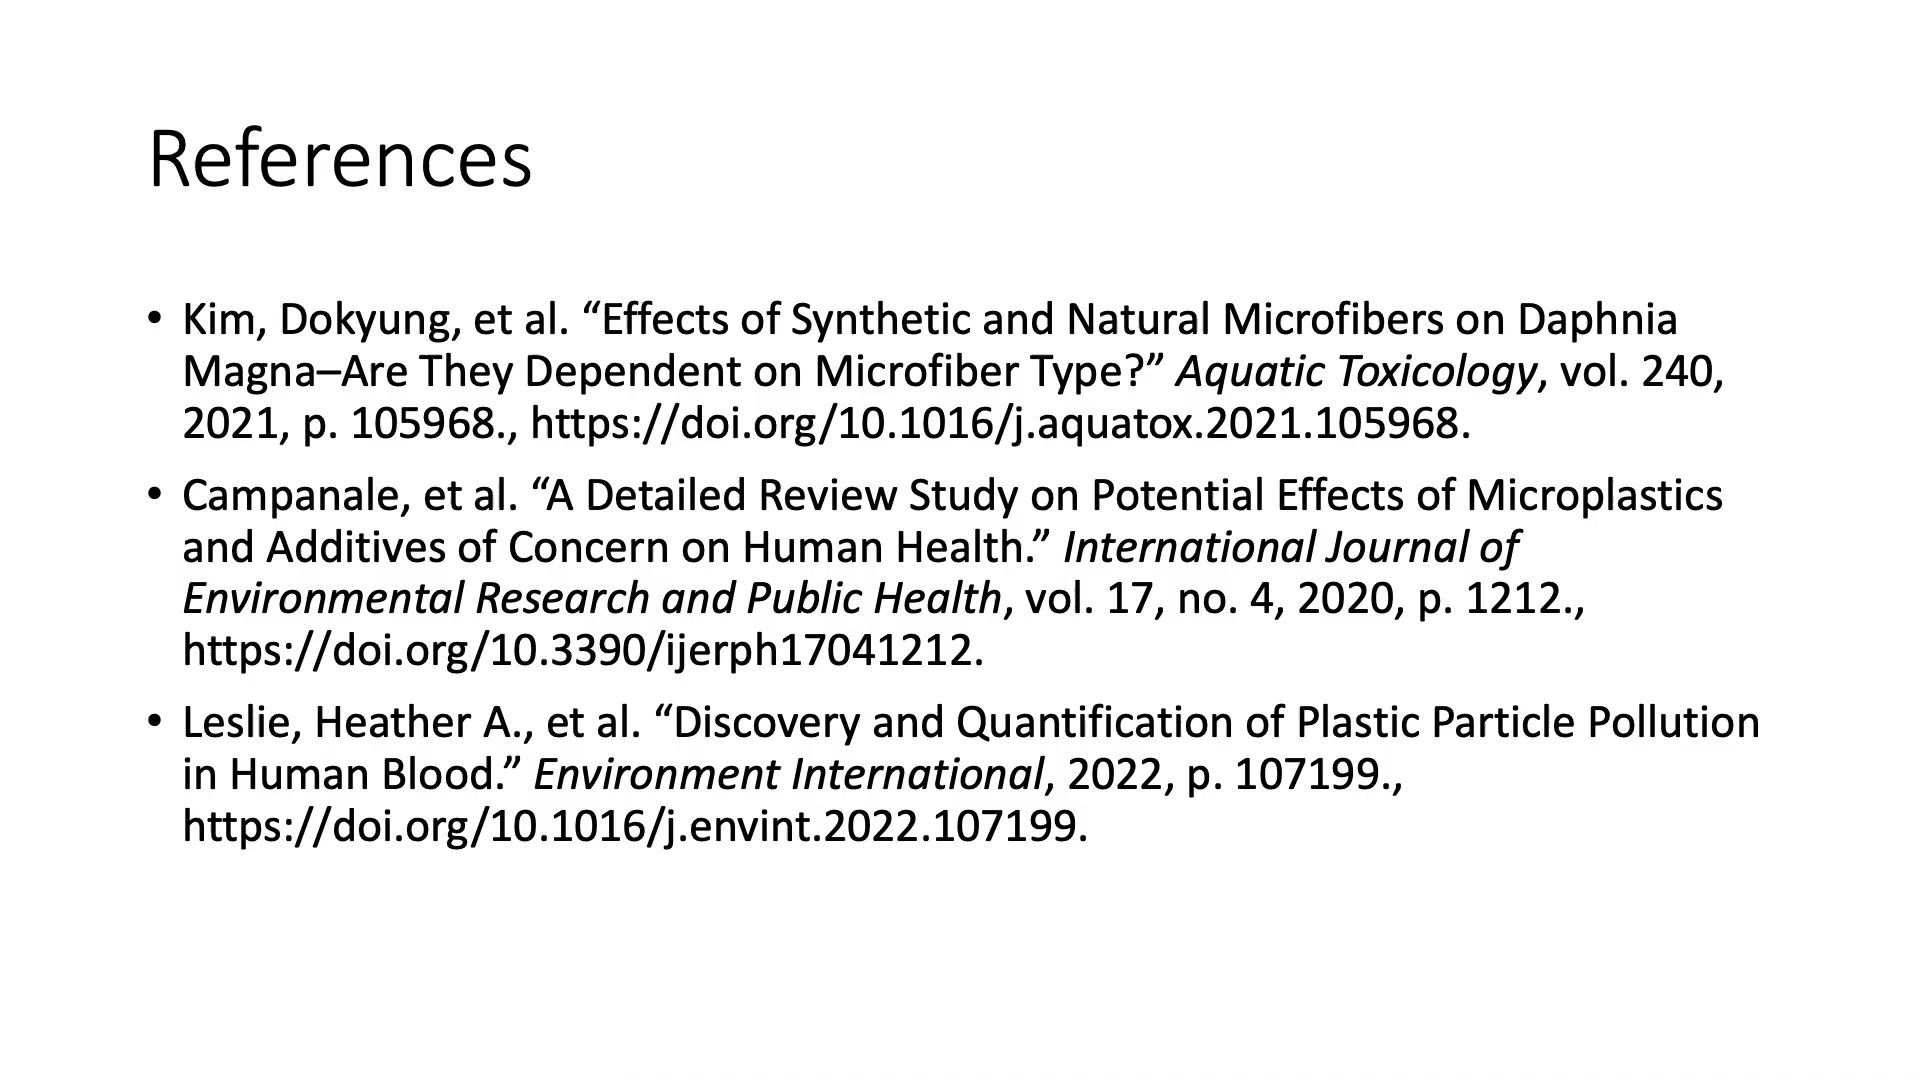 References
• Kim, Dokyung, et al. “Effects of Synthetic and Natural Microfibers on Daphnia
Magna–Are They Dependent on Microfiber Type?” Aquatic Toxicology, vol. 240,
2021, p. 105968., https://doi.org/10.1016/j.aquatox.2021.105968.
• Campanale, et al. “A Detailed Review Study on Potential Effects of Microplastics
and Additives of Concern on Human Health.” International Journal of
Environmental Research and Public Health, vol. 17, no. 4, 2020, p. 1212.,
https://doi.org/10.3390/ijerph17041212.
• Leslie, Heather A., et al. “Discovery and Quantification of Plastic Particle Pollution
in Human Blood.” Environment International, 2022, p. 107199.,
https://doi.org/10.1016/j.envint.2022.107199.